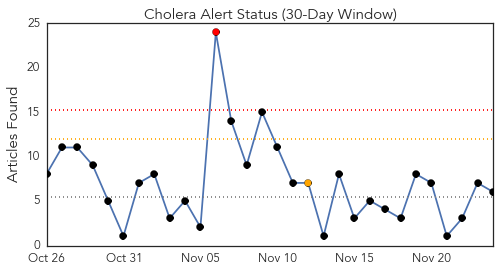 Cholera Alert Status (30-Day Window)
Articles Found
25
20
15
10
5
0
Oct 26 Oct 31 Nov 05 Nov 10 Nov 15 Nov 20